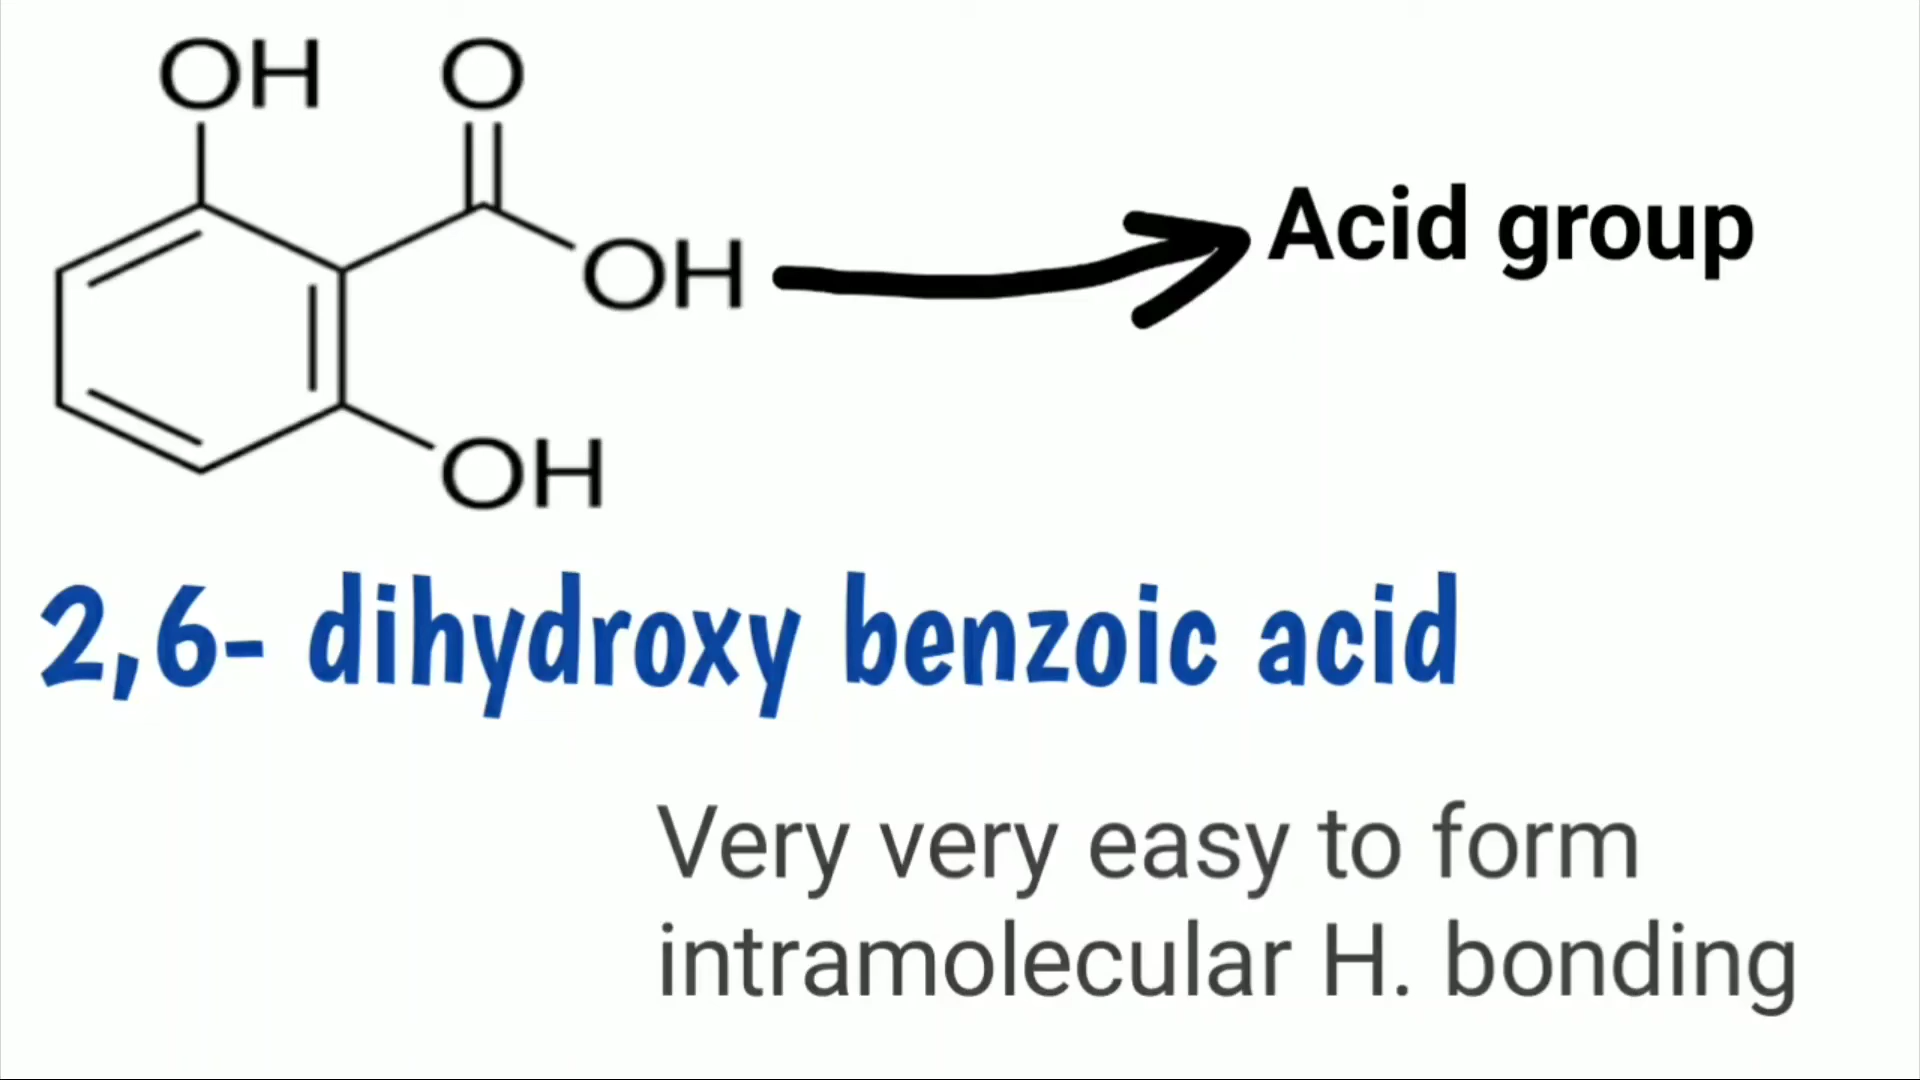 OH O
OH
OH
Acid group
2,6- dihydroxy benzoic acid
Very very easy to form
intramolecular H. bonding